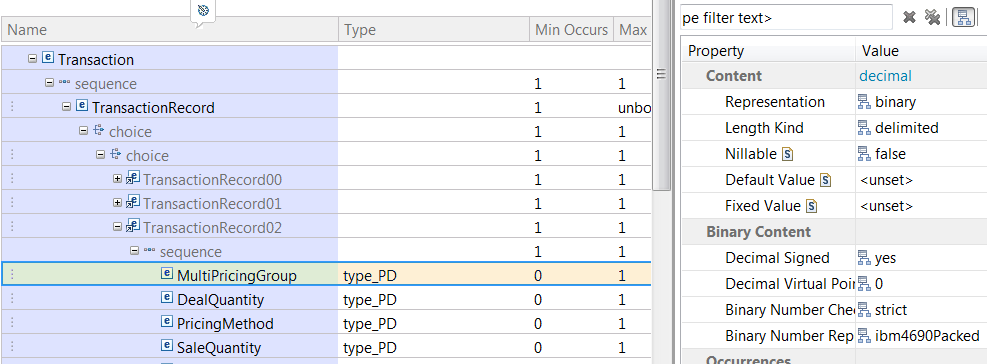 pe filter text>
Name Type Min Occurs Max
Property Value
Transaction
Content decimal
sequence 1 1
Representation binary
TransactionRecord 1 unbo
Length Kind delimited
choice 1 1
Nillable S false
choice 1 1
Default Value S <unset>
TransactionRecord00 1 1
Fixed Value S <unset>
TransactionRecord01 1 1
TransactionRecord02 1 1
Binary Content
sequence 1 1
Decimal Signed yes
MultiPricingGroup type_PD 0 1
Decimal Virtual Poi 0
DealQuantity type_PD 0 1
Binary Number Che strict
PricingMethod type_PD 0 1
Binary Number Rep ibm4690Packed
SaleQuantity type_PD 0 1
Occurrences